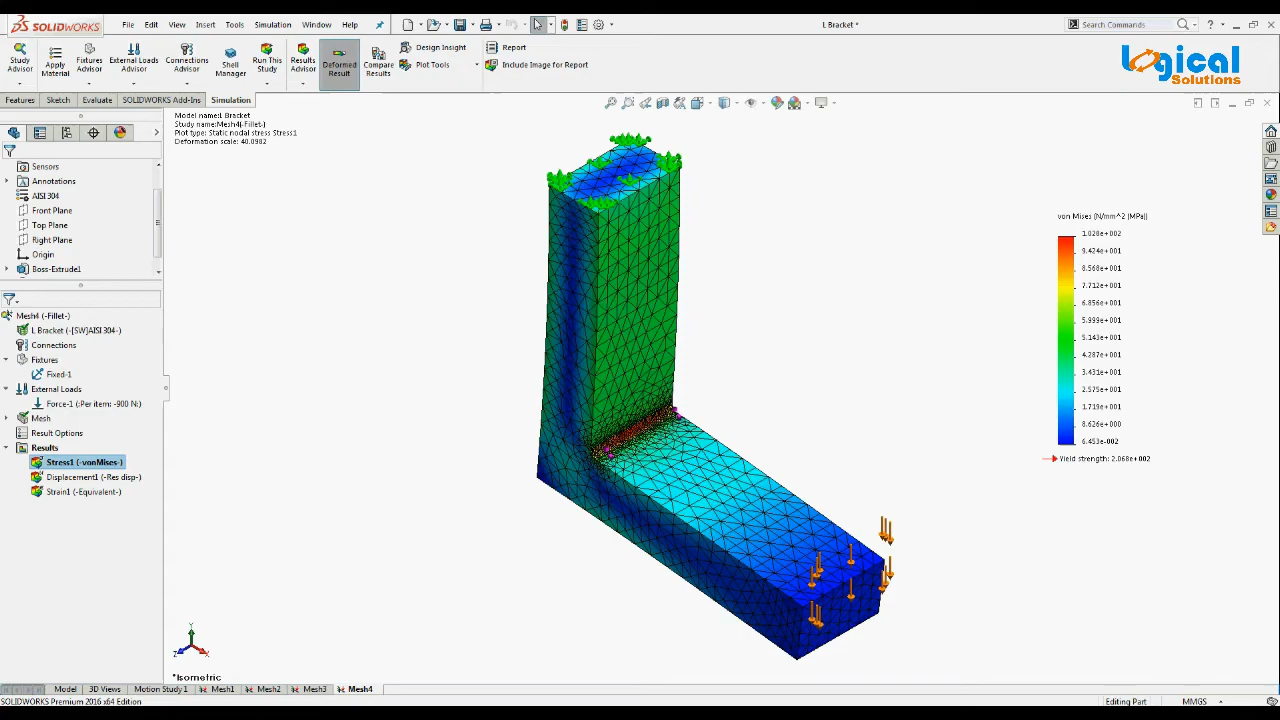 SOLIDWORKS
File Edit View Insert Tools Simulation Window Help
L Bracket *
Search Commands
Study Advisor
Apply Material
Fixtures Advisor
External Loads Advisor
Connections Advisor
Shell Manager
Run This Study
Results Advisor
Deformed Result
Compare Results
Design Insight
Plot Tools
Report
Include Image for Report
Logical
Solutions
Features Sketch Evaluate SOLIDWORKS Add-Ins Simulation
Model name:L Bracket
Study name:Mesh4(-Fillet-)
Plot type: Static nodal stress Stress1
Deformation scale: 40.0982
Sensors
Annotations
AISI 304
Front Plane
Top Plane
Right Plane
Origin
Boss-Extrude1
Mesh4 (-Fillet-)
L Bracket (-[SW]AISI 304-)
Connections
Fixtures
Fixed-1
External Loads
Force-1 (:Per item: -900 N:)
Mesh
Result Options
Results
Stress1 (-vonMises-)
Displacement1 (-Res disp-)
Strain1 (-Equivalent-)
von Mises (N/mm^2 (MPa))
1.028e+002
9.424e+001
8.568e+001
7.712e+001
6.856e+001
5.999e+001
5.143e+001
4.287e+001
3.431e+001
2.575e+001
1.719e+001
8.626e+000
6.453e-002
Yield strength: 2.068e+002
Y
Z
X
*Isometric
Model 3D Views Motion Study 1 Mesh1 Mesh2 Mesh3 Mesh4
SOLIDWORKS Premium 2016 x64 Edition
Editing Part
MMGS